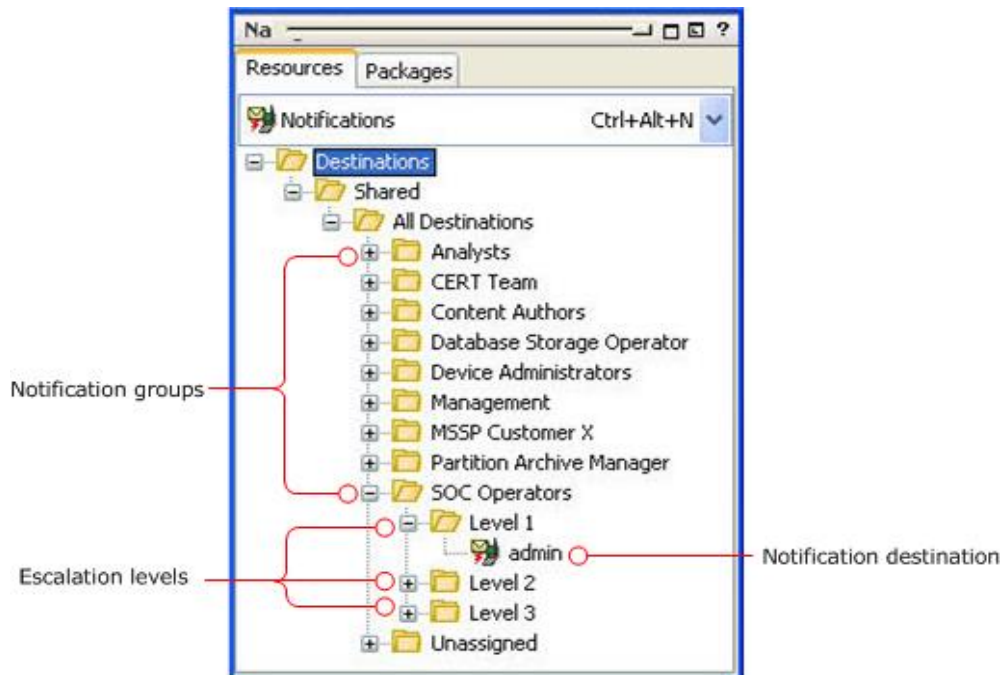 Na
?
Resources Packages
Notifications Ctrl+Alt+N
Destinations
Shared
All Destinations
Analysts
CERT Team
Content Authors
Database Storage Operator
Device Administrators
Notification groups
Management
MSSP Customer X
Partition Archive Manager
SOC Operators
Level 1
admin
Notification destination
Escalation levels
Level 2
Level 3
Unassigned